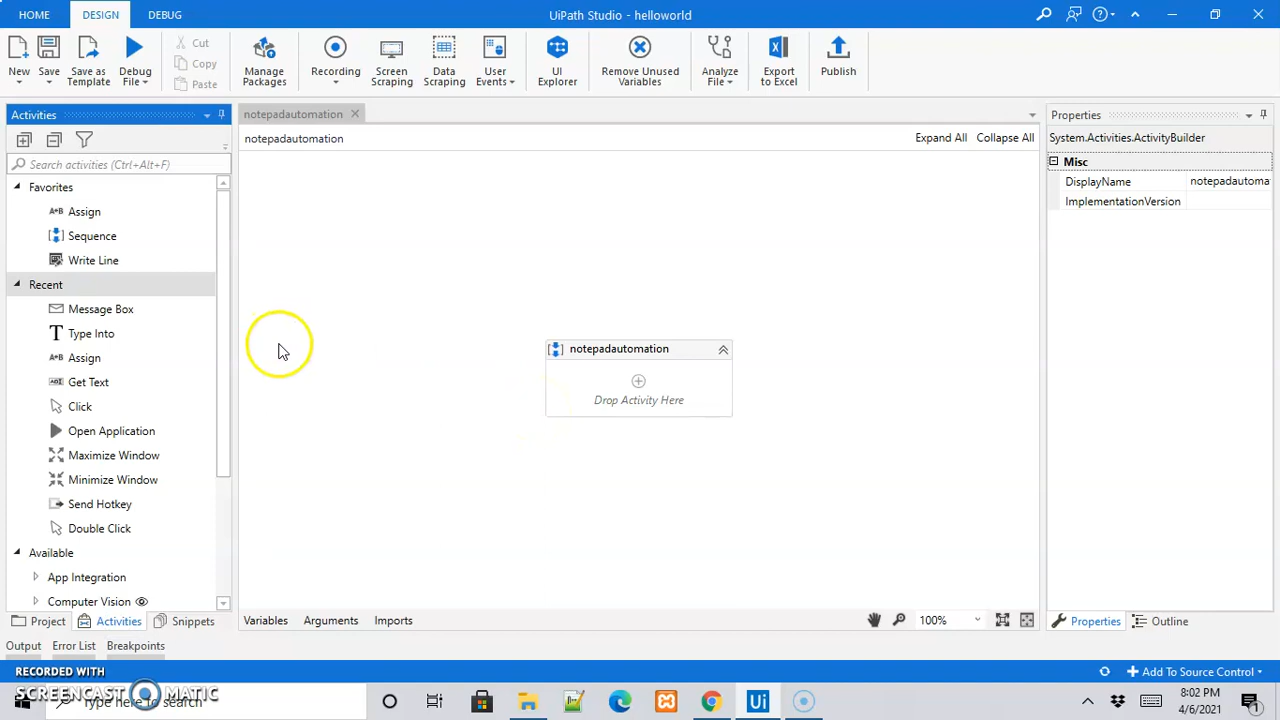 HOME DESIGN DEBUG UiPath Studio - helloworld
New Save Save as Template Debug File Cut Copy Paste Manage Packages Recording Screen Scraping Data Scraping User Events UI Explorer Remove Unused Variables Analyze File Export to Excel Publish
Activities
Search activities (Ctrl+Alt+F)
Favorites
Assign
Sequence
Write Line
Recent
Message Box
Type Into
Assign
Get Text
Click
Open Application
Maximize Window
Minimize Window
Send Hotkey
Double Click
Available
App Integration
Computer Vision
Project Activities Snippets
notepadautomation
notepadautomation Expand All Collapse All
notepadautomation
Drop Activity Here
Variables Arguments Imports 100%
Properties
System.Activities.ActivityBuilder
Misc
DisplayName notepadautoma
ImplementationVersion
Properties Outline
Output Error List Breakpoints
RECORDED WITH
SCREENCAST MATIC
Add To Source Control
Type here to search
Ui
8:02 PM
4/6/2021